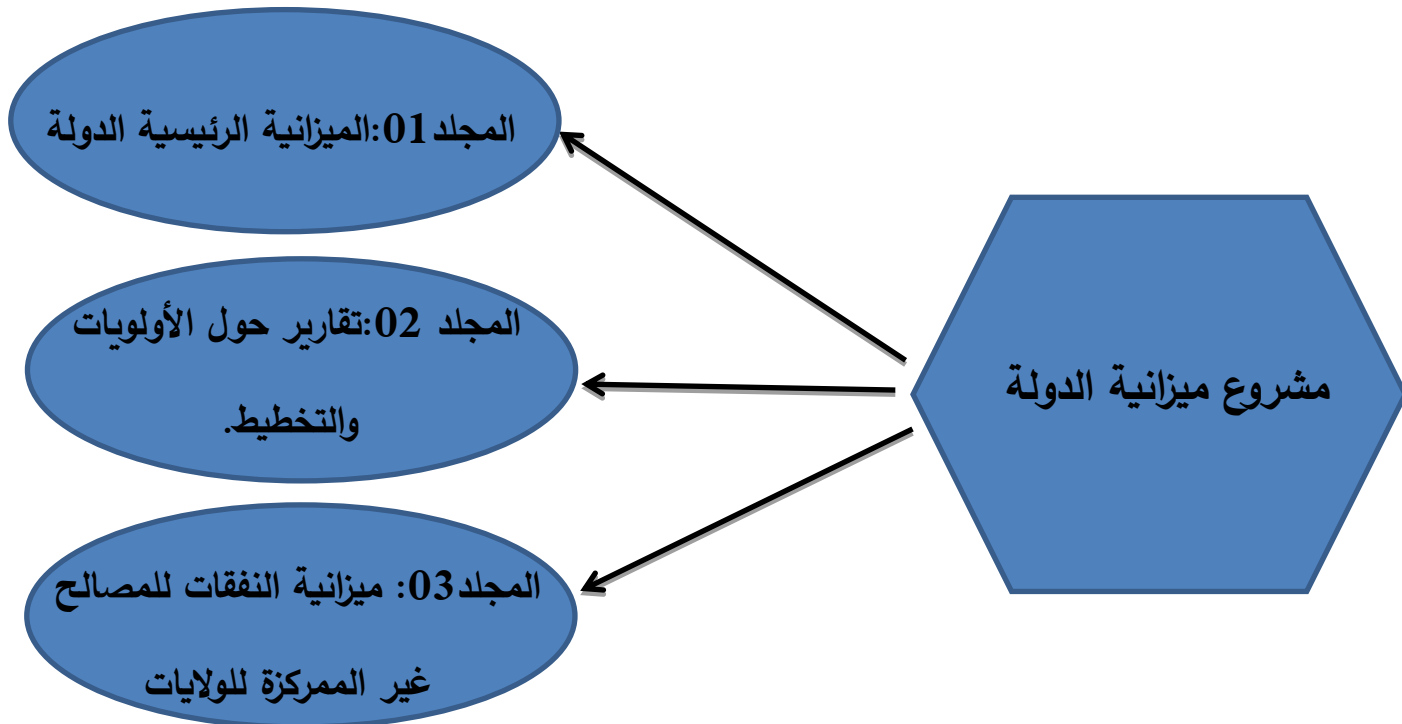 مشروع ميزانية الدولة
المجلد01:الميزانية الرئيسية الدولة
المجلد 02:تقارير حول الأولويات
والتخطيط.
المجلد03: ميزانية النفقات للمصالح
غير الممركزة للولايات